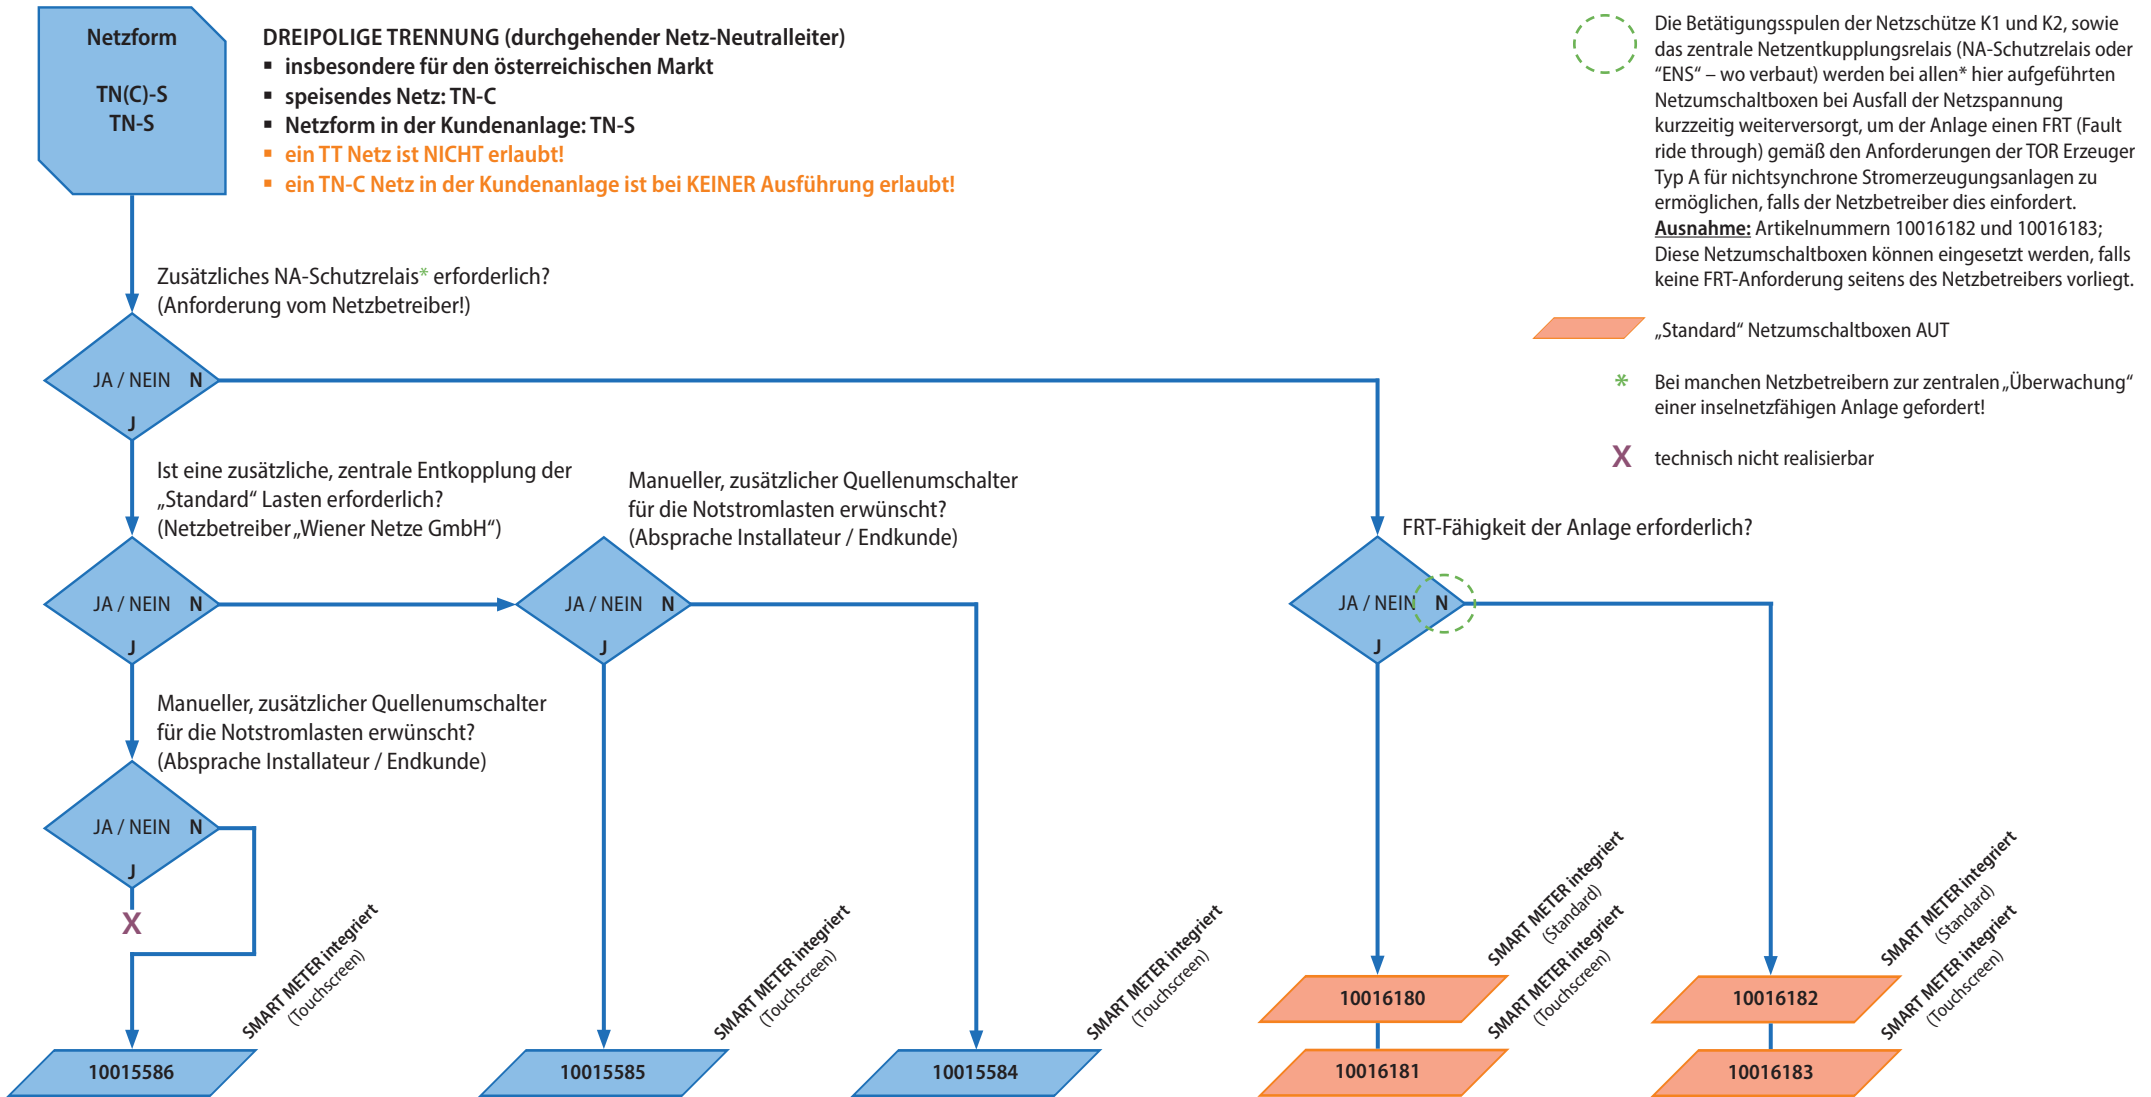 Netzform
TN(C)-S
TN-S
DREIPOLIGE TRENNUNG (durchgehender Netz-Neutralleiter)
▪ insbesondere für den österreichischen Markt
▪ speisendes Netz: TN-C
▪ Netzform in der Kundenanlage: TN-S
▪ ein TT Netz ist NICHT erlaubt!
▪ ein TN-C Netz in der Kundenanlage ist bei KEINER Ausführung erlaubt!
Die Betätigungsspulen der Netzschütze K1 und K2, sowie
das zentrale Netzentkupplungsrelais (NA-Schutzrelais oder
“ENS“ – wo verbaut) werden bei allen* hier aufgeführten
Netzumschaltboxen bei Ausfall der Netzspannung
kurzzeitig weiterversorgt, um der Anlage einen FRT (Fault
ride through) gemäß den Anforderungen der TOR Erzeuger
Typ A für nichtsynchrone Stromerzeugungsanlagen zu
ermöglichen, falls der Netzbetreiber dies einfordert.
Ausnahme: Artikelnummern 10016182 und 10016183;
Diese Netzumschaltboxen können eingesetzt werden, falls
keine FRT-Anforderung seitens des Netzbetreibers vorliegt.
„Standard“ Netzumschaltboxen AUT
* Bei manchen Netzbetreibern zur zentralen „Überwachung“
einer inselnetzfähigen Anlage gefordert!
X technisch nicht realisierbar
Zusätzliches NA-Schutzrelais* erforderlich?
(Anforderung vom Netzbetreiber!)
JA / NEIN N
J
Ist eine zusätzliche, zentrale Entkopplung der
„Standard“ Lasten erforderlich?
(Netzbetreiber „Wiener Netze GmbH“)
JA / NEIN N
J
Manueller, zusätzlicher Quellenumschalter
für die Notstromlasten erwünscht?
(Absprache Installateur / Endkunde)
JA / NEIN N
J
FRT-Fähigkeit der Anlage erforderlich?
JA / NEIN N
J
Manueller, zusätzlicher Quellenumschalter
für die Notstromlasten erwünscht?
(Absprache Installateur / Endkunde)
JA / NEIN N
J
X
SMART METER integriert
(Touchscreen)
10015586
SMART METER integriert
(Touchscreen)
10015585
SMART METER integriert
(Touchscreen)
10015584
SMART METER integriert
(Standard)
10016180
SMART METER integriert
(Touchscreen)
10016181
SMART METER integriert
(Standard)
10016182
SMART METER integriert
(Touchscreen)
10016183